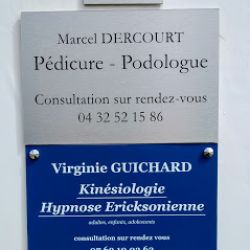 Marcel DERCOURT
Pédicure - Podologue
Consultation sur rendez-vous
04 32 52 15 86
Virginie GUICHARD
Kinésiologie
Hypnose Ericksonienne
adultes, enfants, adolescents
consultation sur rendez vous